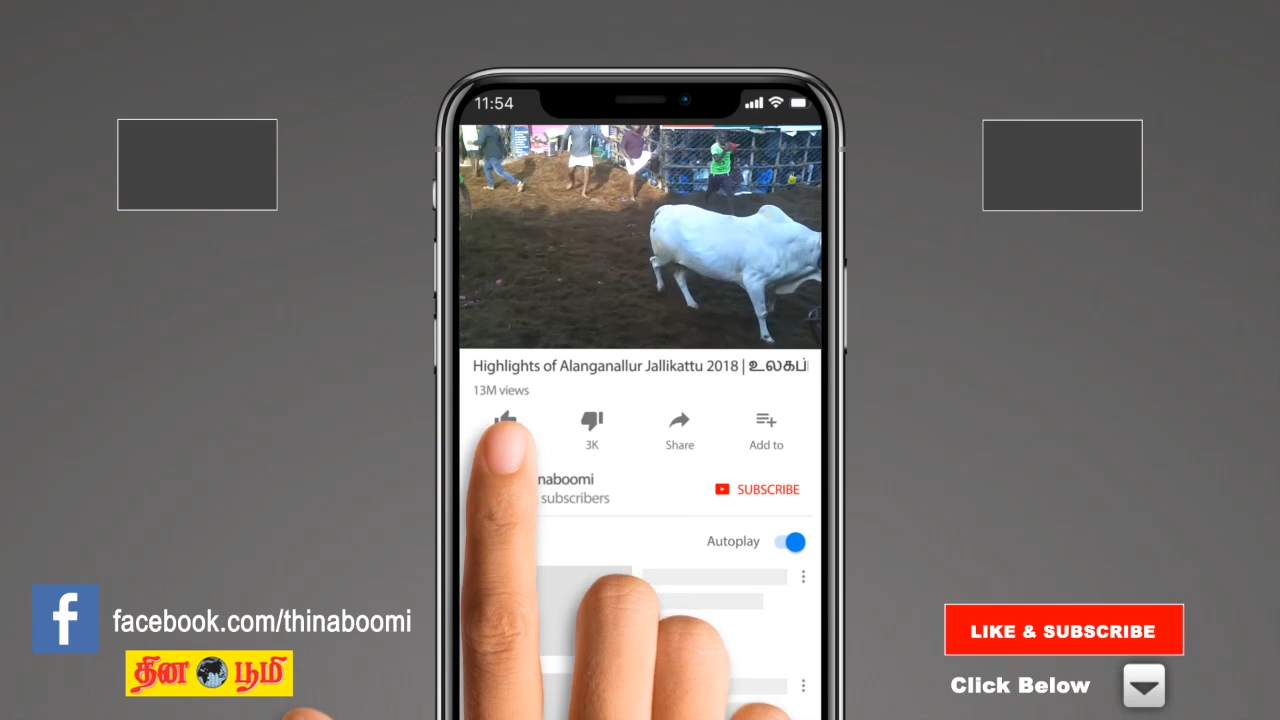 11:54
Highlights of Alanganallur Jallikattu 2018 | உலகப்
13M views
3K
Share
Add to
naboomi
subscribers
SUBSCRIBE
Autoplay
facebook.com/thinaboomi
தின பூமி
LIKE & SUBSCRIBE
Click Below